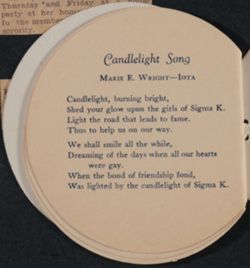 Thursday and Friday at
party at her home
fo the member
sorority.
Candlelight Song
MARIE E. WRIGHT—IOTA
Candlelight, burning bright,
Shed your glow upon the girls of Sigma K.
Light the road that leads to fame.
Thus to help us on our way.
We shall smile all the while,
Dreaming of the days when all our hearts
were gay.
When the bond of friendship fond,
Was lighted by the candlelight of Sigma K.